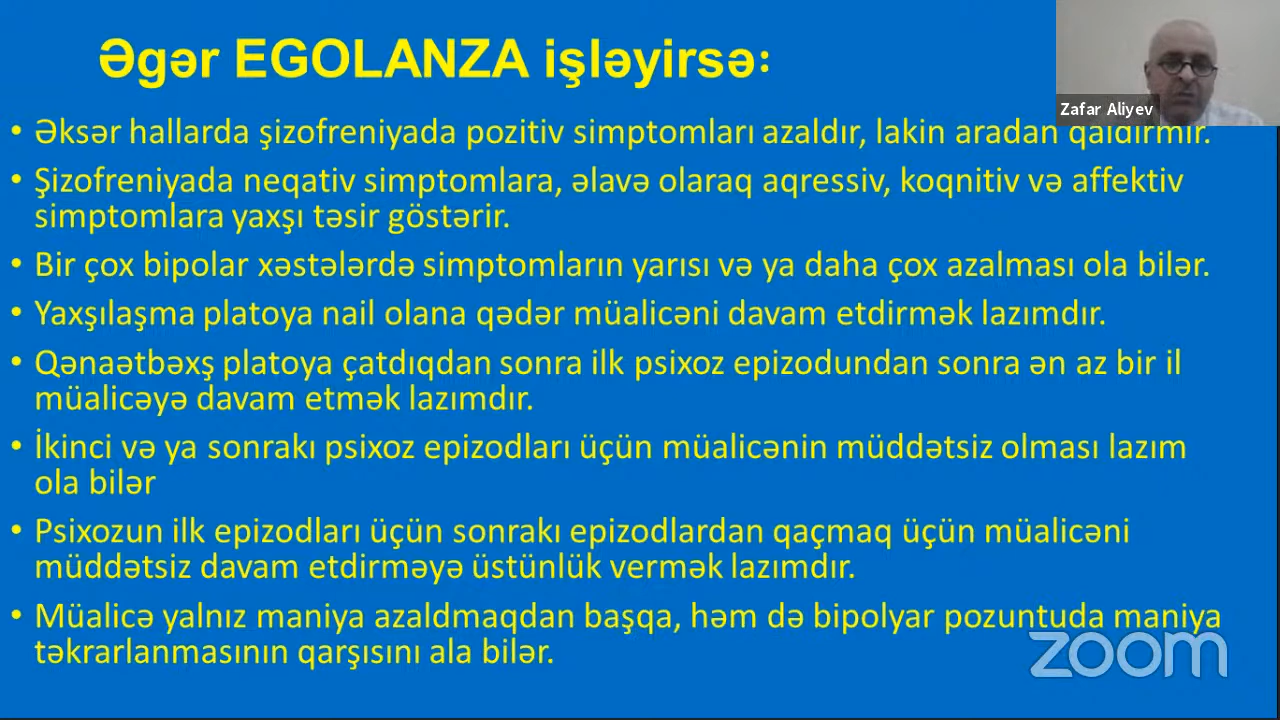 Əgər EGOLANZA işləyirsə:
Zafar Aliyev
• Əksər hallarda şizofreniyada pozitiv simptomları azaldır, lakin aradan qaldırmır.
• Şizofreniyada neqativ simptomlara, əlavə olaraq aqressiv, koqnitiv və affektiv
simptomlara yaxşı təsir göstərir.
• Bir çox bipolar xəstələrdə simptomların yarısı və ya daha çox azalması ola bilər.
• Yaxşılaşma platoya nail olana qədər müalicəni davam etdirmək lazımdır.
• Qənaətbəxş platoya çatdıqdan sonra ilk psixoz epizodundan sonra ən az bir il
müalicəyə davam etmək lazımdır.
• İkinci və ya sonrakı psixoz epizodları üçün müalicənin müddətsiz olması lazım
ola bilər
• Psixozun ilk epizodları üçün sonrakı epizodlardan qaçmaq üçün müalicəni
müddətsiz davam etdirməyə üstünlük vermək lazımdır.
• Müalicə yalnız maniya azaldmaqdan başqa, həm də bipolyar pozuntuda maniya
təkrarlanmasının qarşısını ala bilər.
zoom